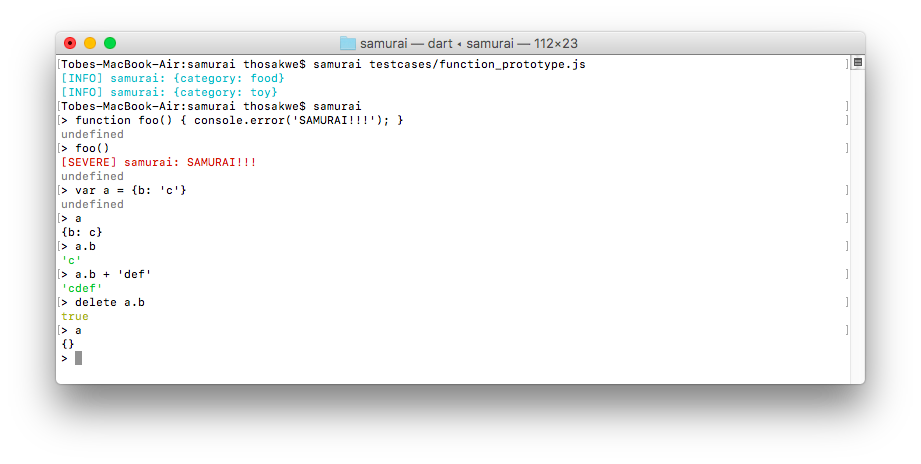 samurai — dart ◂ samurai — 112×23
[Tobes-MacBook-Air:samurai thosakwe$ samurai testcases/function_prototype.js ]
[INFO] samurai: {category: food}
[INFO] samurai: {category: toy}
[Tobes-MacBook-Air:samurai thosakwe$ samurai ]
[> function foo() { console.error('SAMURAI!!!'); } ]
undefined
[> foo() ]
[SEVERE] samurai: SAMURAI!!!
undefined
[> var a = {b: 'c'} ]
undefined
[> a ]
{b: c}
[> a.b ]
'c'
[> a.b + 'def' ]
'cdef'
[> delete a.b ]
true
[> a ]
{}
>